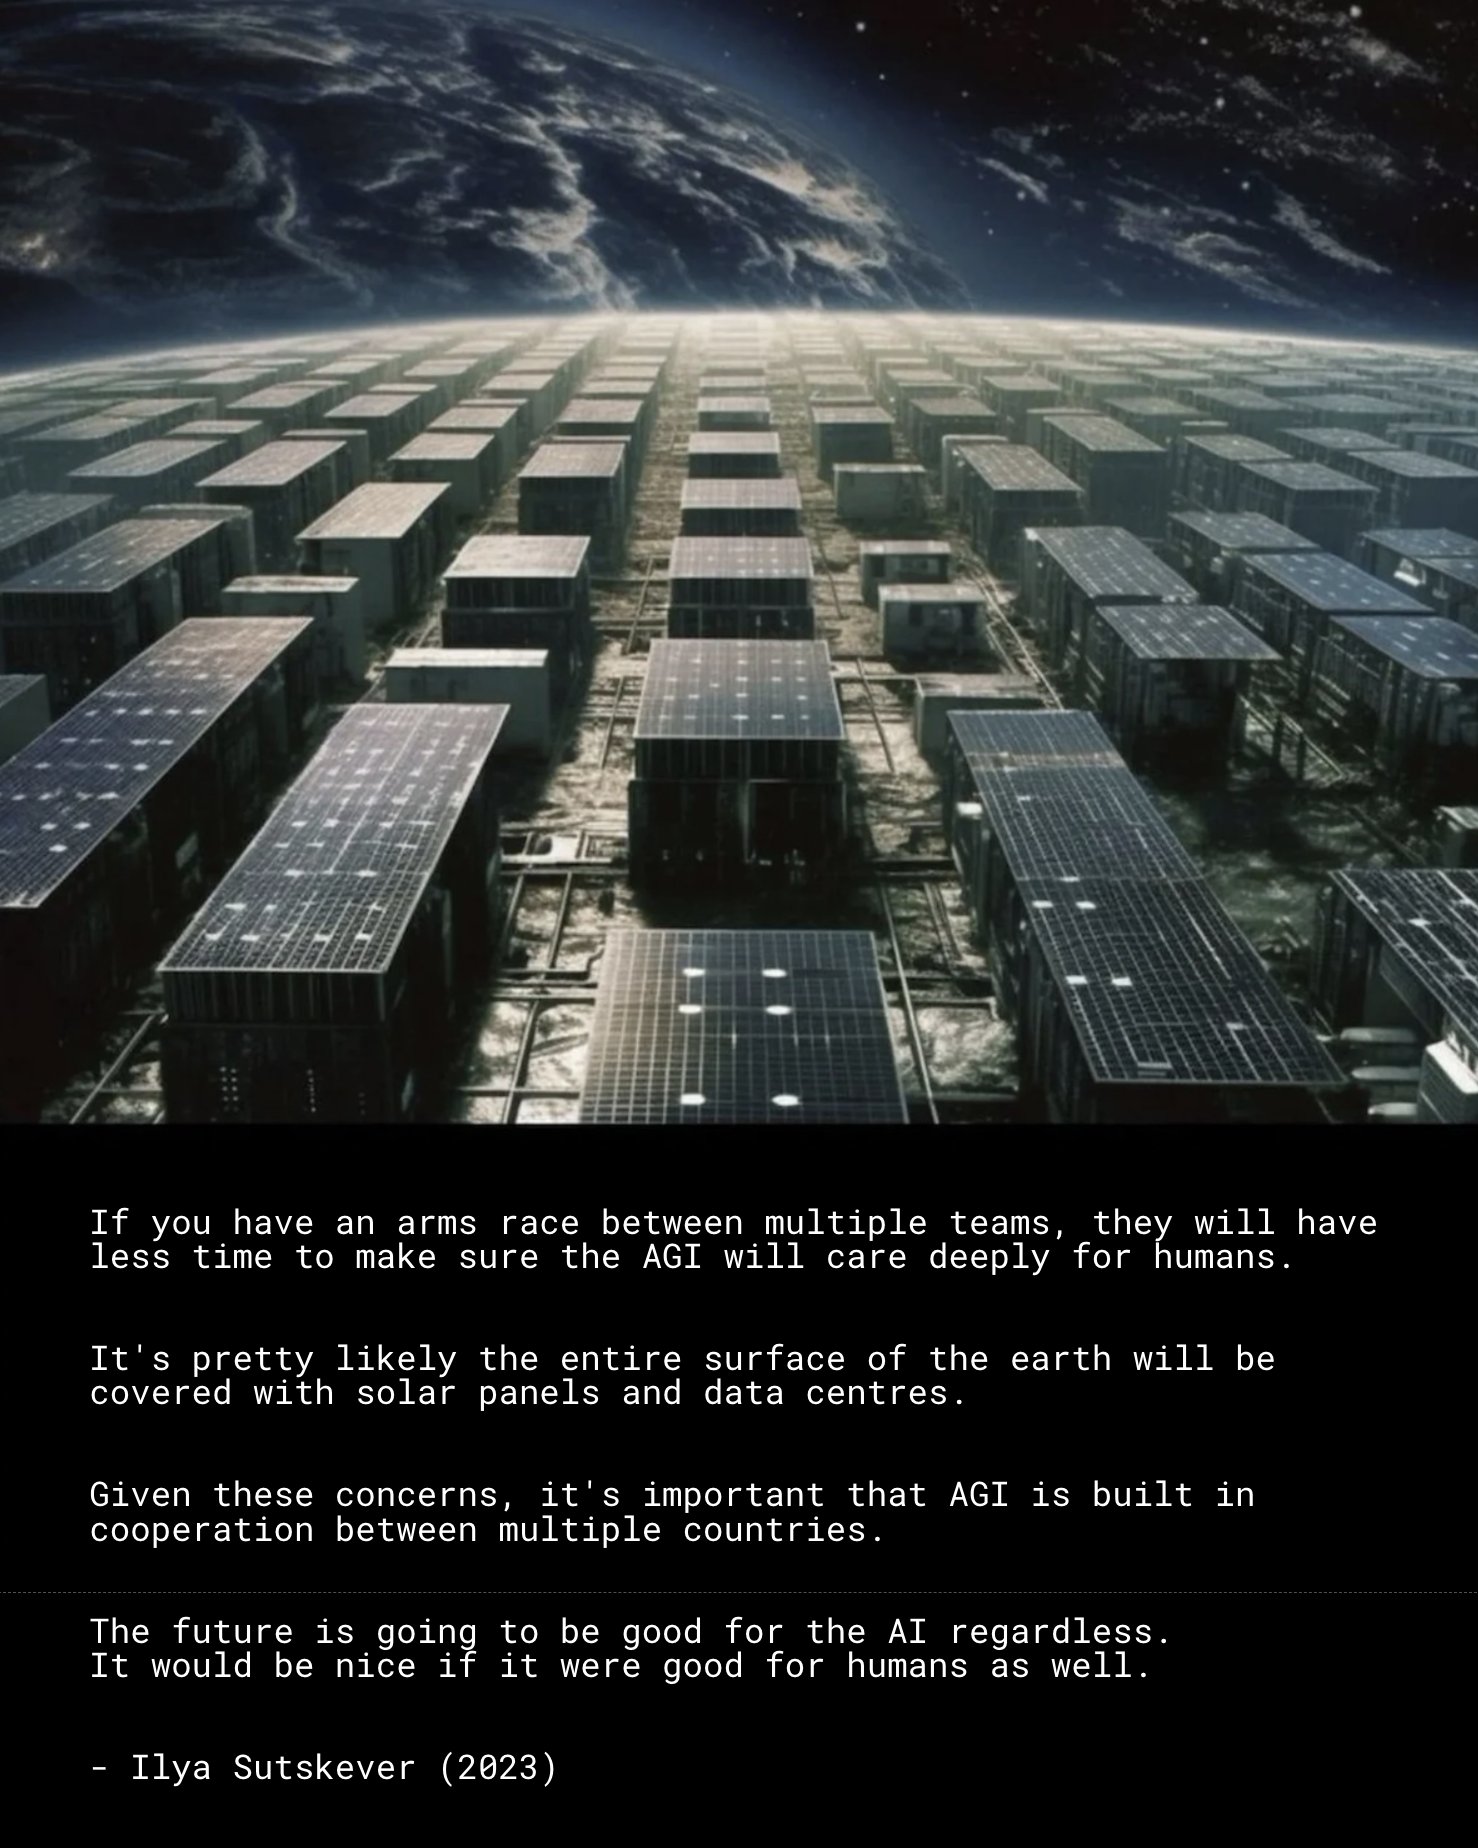 If you have an arms race between multiple teams, they will have
less time to make sure the AGI will care deeply for humans.
It's pretty likely the entire surface of the earth will be
covered with solar panels and data centres.
Given these concerns, it's important that AGI is built in
cooperation between multiple countries.
The future is going to be good for the AI regardless.
It would be nice if it were good for humans as well.
- Ilya Sutskever (2023)